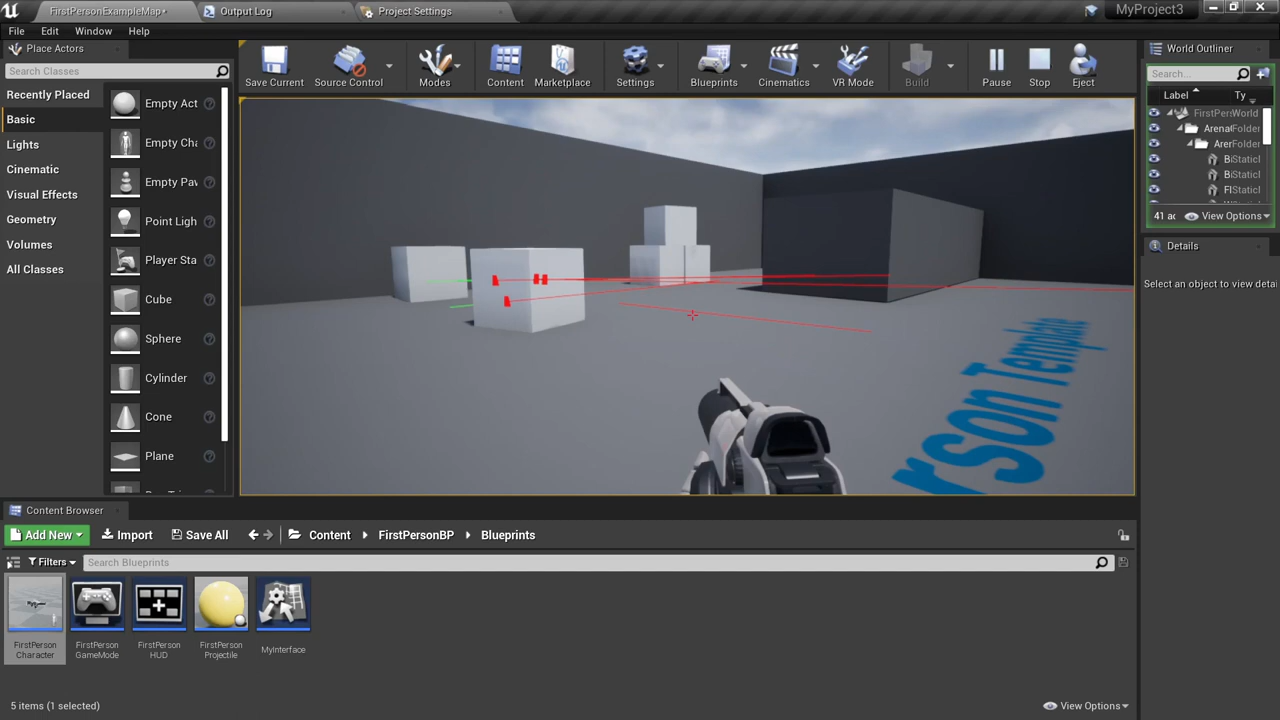 FirstPersonExampleMap*
Output Log
Project Settings
MyProject3
File Edit Window Help
Place Actors
Search Classes
Recently Placed
Basic
Lights
Cinematic
Visual Effects
Geometry
Volumes
All Classes
Empty Act
Empty Cha
Empty Pav
Point Ligh
Player Sta
Cube
Sphere
Cylinder
Cone
Plane
Save Current
Source Control
Modes
Content
Marketplace
Settings
Blueprints
Cinematics
VR Mode
Build
Pause
Stop
Eject
rson Template
World Outliner
Search...
Label
Ty
FirstPersWorld
ArenaFolder
ArerFolder
BiStaticI
BiStaticI
FlStaticI
41 ac
View Options
Details
Select an object to view detai
Content Browser
Add New
Import
Save All
Content
FirstPersonBP
Blueprints
Filters
Search Blueprints
FirstPerson
Character
FirstPerson
GameMode
FirstPerson
HUD
FirstPerson
Projectile
MyInterface
5 items (1 selected)
View Options